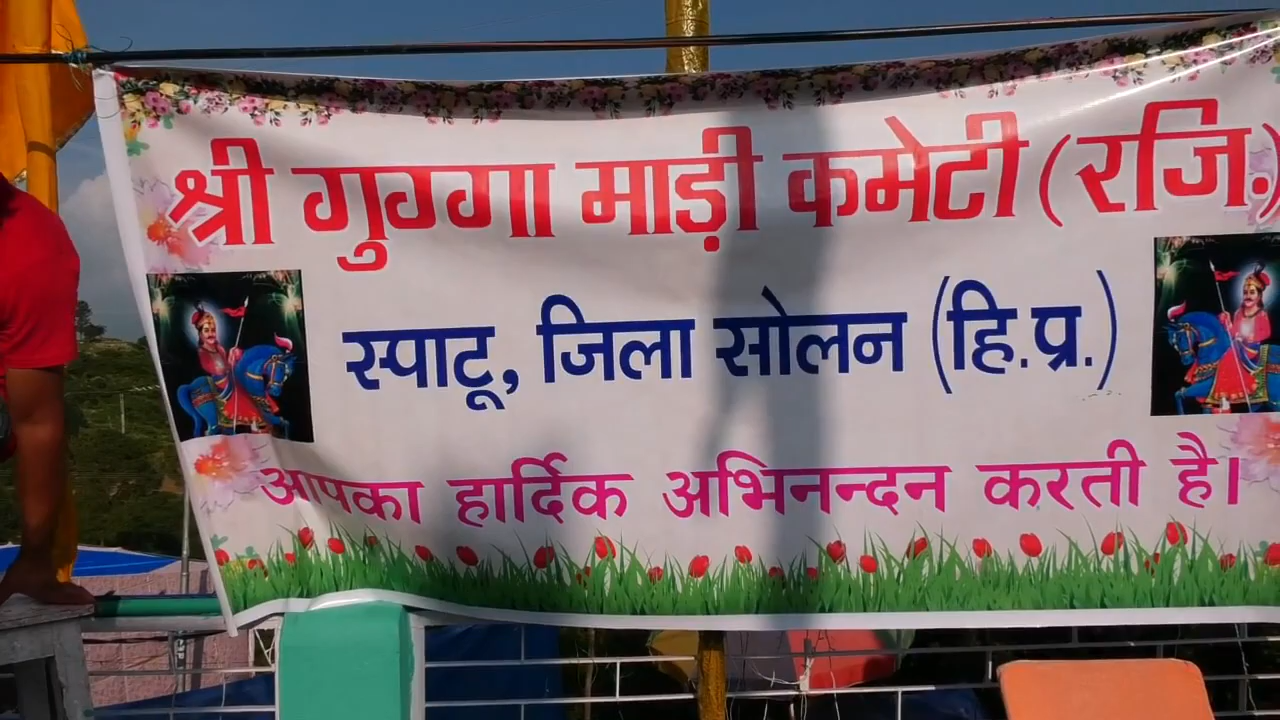 श्री गुग्गा माड़ी कमेटी (रजि.)
स्पाटू, जिला सोलन (हि.प्र.)
आपका हार्दिक अभिनन्दन करती है।